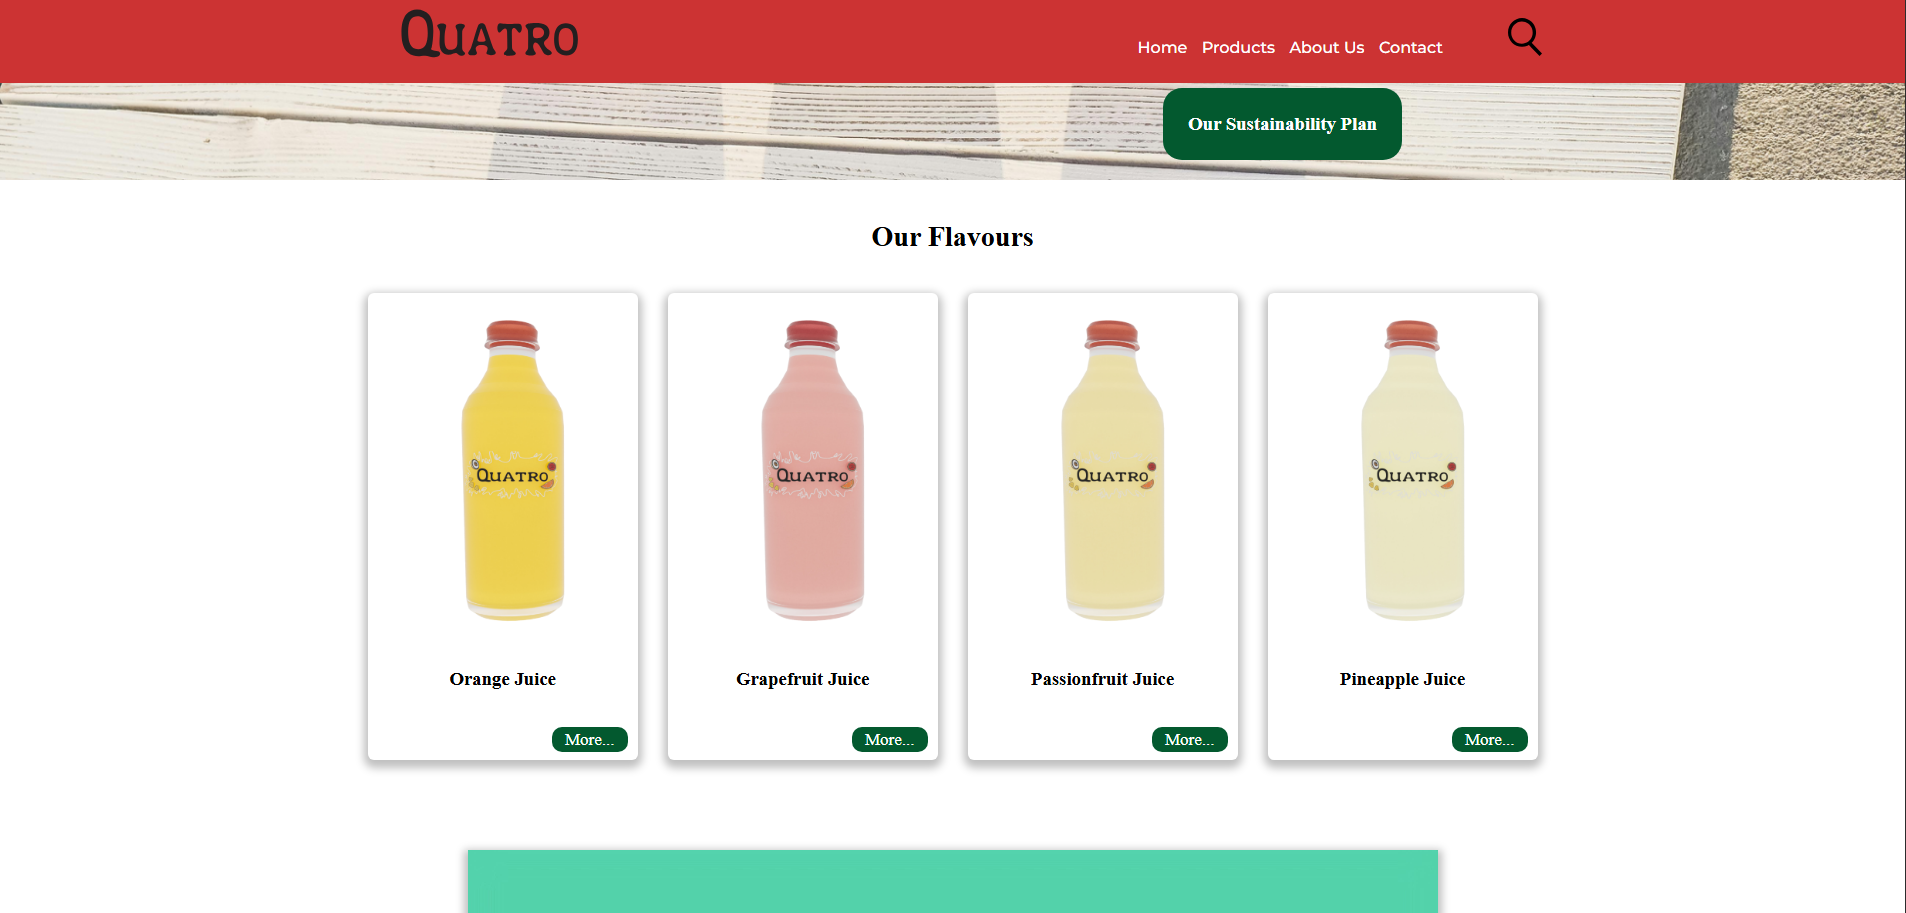 QUATRO
Home Products About Us Contact
Our Sustainability Plan
Our Flavours
QUATRO QUATRO QUATRO QUATRO
Orange Juice Grapefruit Juice Passionfruit Juice Pineapple Juice
More... More... More... More...